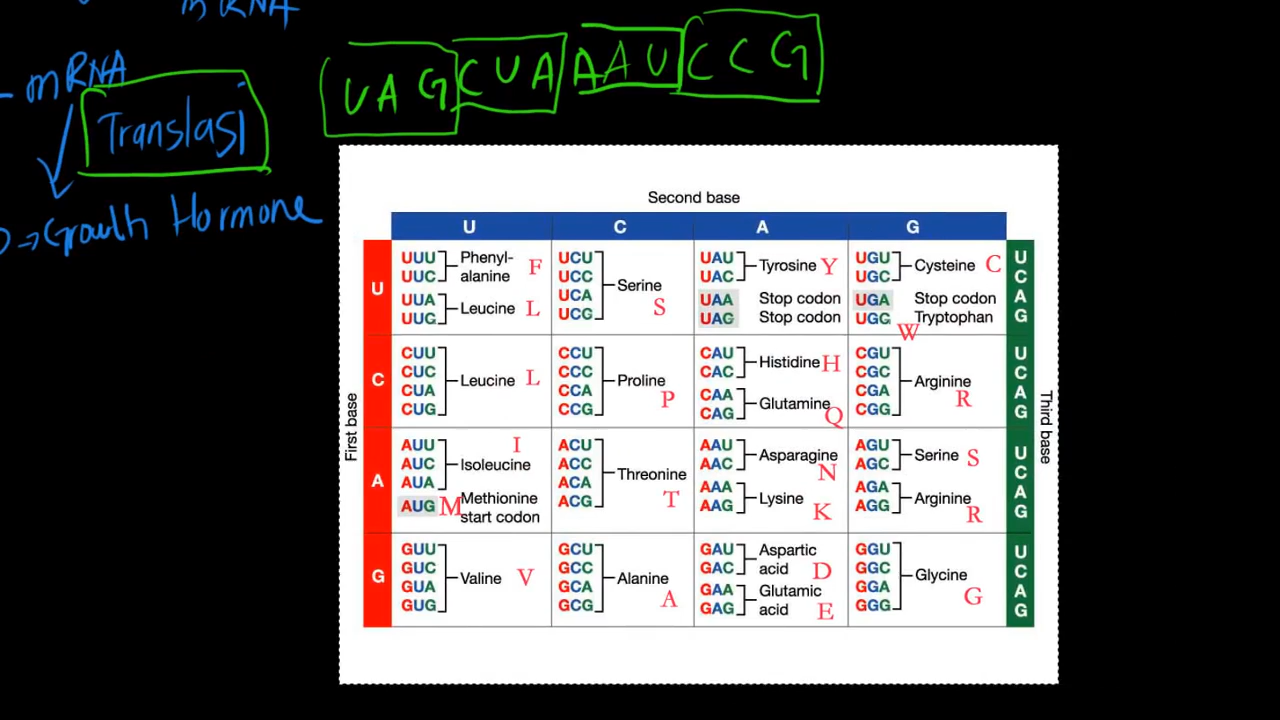 mRNA
- mRNA
Translasi
→ Growth Hormone
UAG CUA AAU CCG
Second base
U C A G
First base
Third base
U
UUU
UUC
Phenyl-
alanine F
UUA
UUG
Leucine L
UCU
UCC
UCA
UCG
Serine
S
UAU
UAC
Tyrosine Y
UAA Stop codon
UAG Stop codon
UGU
UGC
Cysteine C
UGA Stop codon
UGG Tryptophan
W
U
C
A
G
C
CUU
CUC
CUA
CUG
Leucine L
CCU
CCC
CCA
CCG
Proline
P
CAU
CAC
Histidine H
CAA
CAG
Glutamine
Q
CGU
CGC
CGA
CGG
Arginine
R
U
C
A
G
A
AUU
AUC
AUA
I
Isoleucine
AUG M Methionine
start codon
ACU
ACC
ACA
ACG
Threonine
T
AAU
AAC
Asparagine
N
AAA
AAG
Lysine
K
AGU
AGC
Serine S
AGA
AGG
Arginine
R
U
C
A
G
G
GUU
GUC
GUA
GUG
Valine V
GCU
GCC
GCA
GCG
Alanine
A
GAU
GAC
Aspartic
acid D
GAA
GAG
Glutamic
acid E
GGU
GGC
GGA
GGG
Glycine
G
U
C
A
G